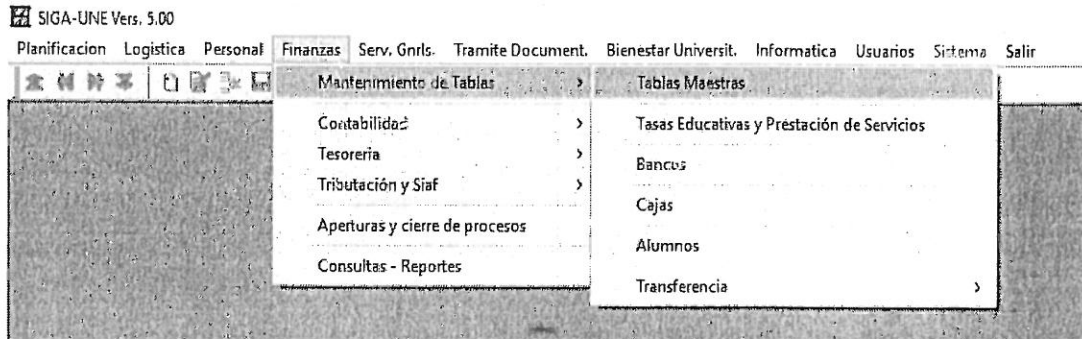 SIGA-UNE Vers. 5.00
Planificacion Logistica Personal Finanzas Serv. Gnrls. Tramite Document. Bienestar Universit. Informatica Usuarios Sistema Salir
Mantenimiento de Tablas
Contabilidad
Tesoreria
Tributación y Siaf
Aperturas y cierre de procesos
Consultas - Reportes
Tablas Maestras
Tasas Educativas y Prestación de Servicios
Bancos
Cajas
Alumnos
Transferencia